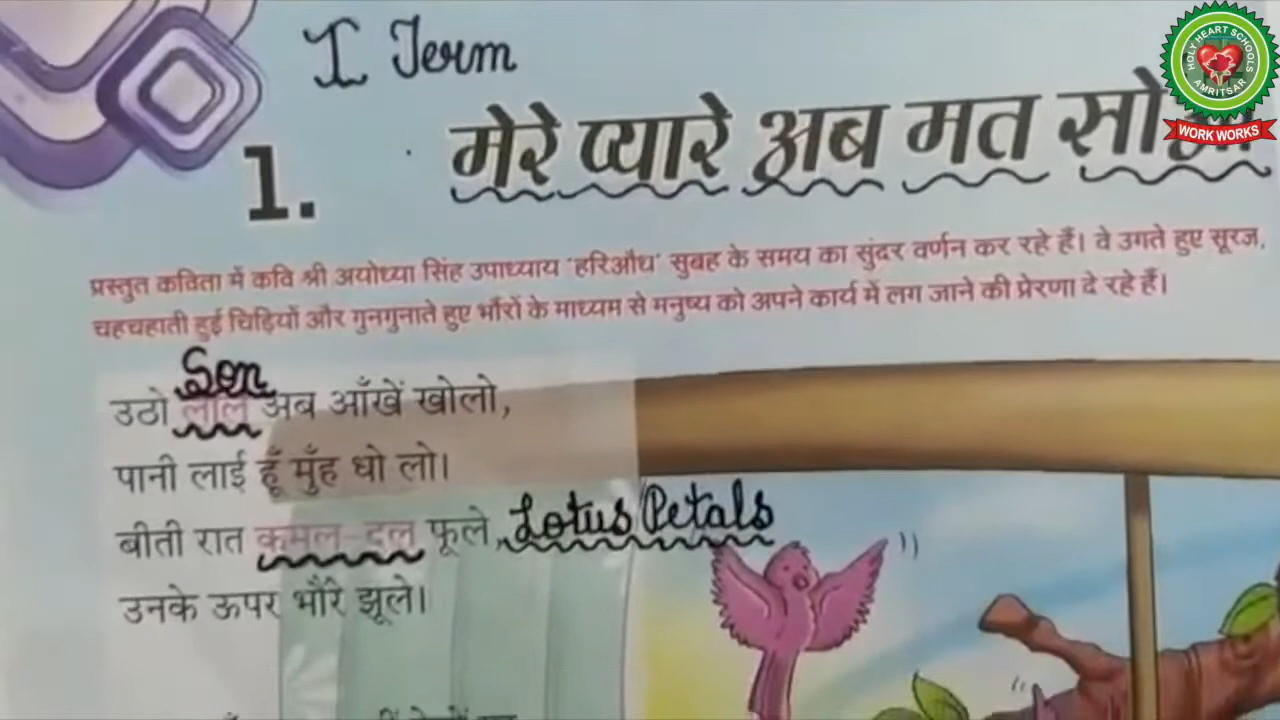 I Term
HOLY HEART SCHOOLS
AMRITSAR
WORK WORKS
1. मेरे प्यारे अब मत सो
प्रस्तुत कविता में कवि श्री अयोध्या सिंह उपाध्याय 'हरिऔध' सुबह के समय का सुंदर वर्णन कर रहे हैं। वे उगते हुए सूरज,
चहचहाती हुई चिड़ियों और गुनगुनाते हुए भौंरों के माध्यम से मनुष्य को अपने कार्य में लग जाने की प्रेरणा दे रहे हैं।
Son
उठो लाल अब आँखें खोलो,
पानी लाई हूँ मुँह धो लो।
बीती रात कमल-दल फूले, Lotus Petals
उनके ऊपर भौंरे झूले।